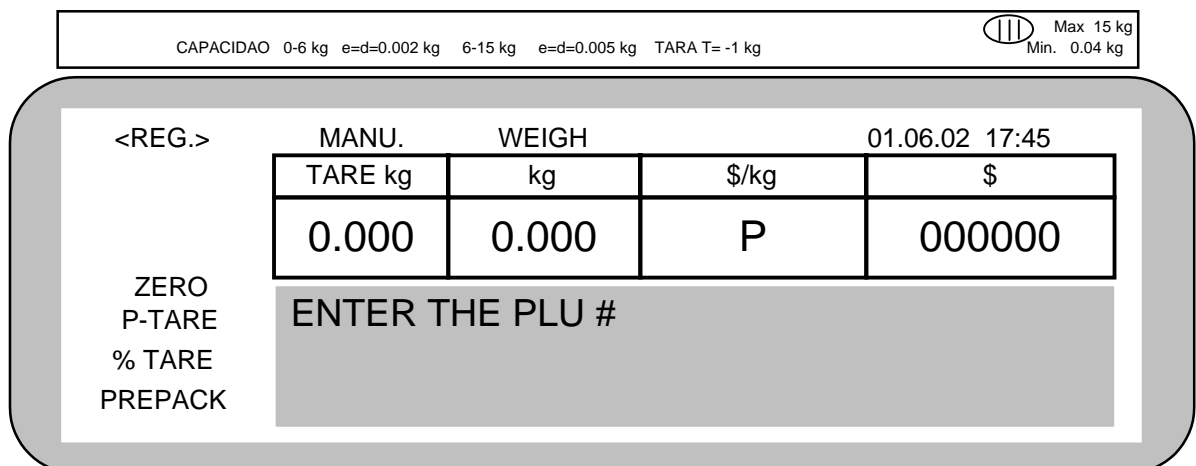 Max 15 kg
CAPACIDAO 0-6 kg e=d=0.002 kg 6-15 kg e=d=0.005 kg TARA T= -1 kg Min. 0.04 kg
<REG.> MANU. WEIGH 01.06.02 17:45
TARE kg kg $/kg $
0.000 0.000 P 000000
ZERO
P-TARE ENTER THE PLU #
% TARE
PREPACK